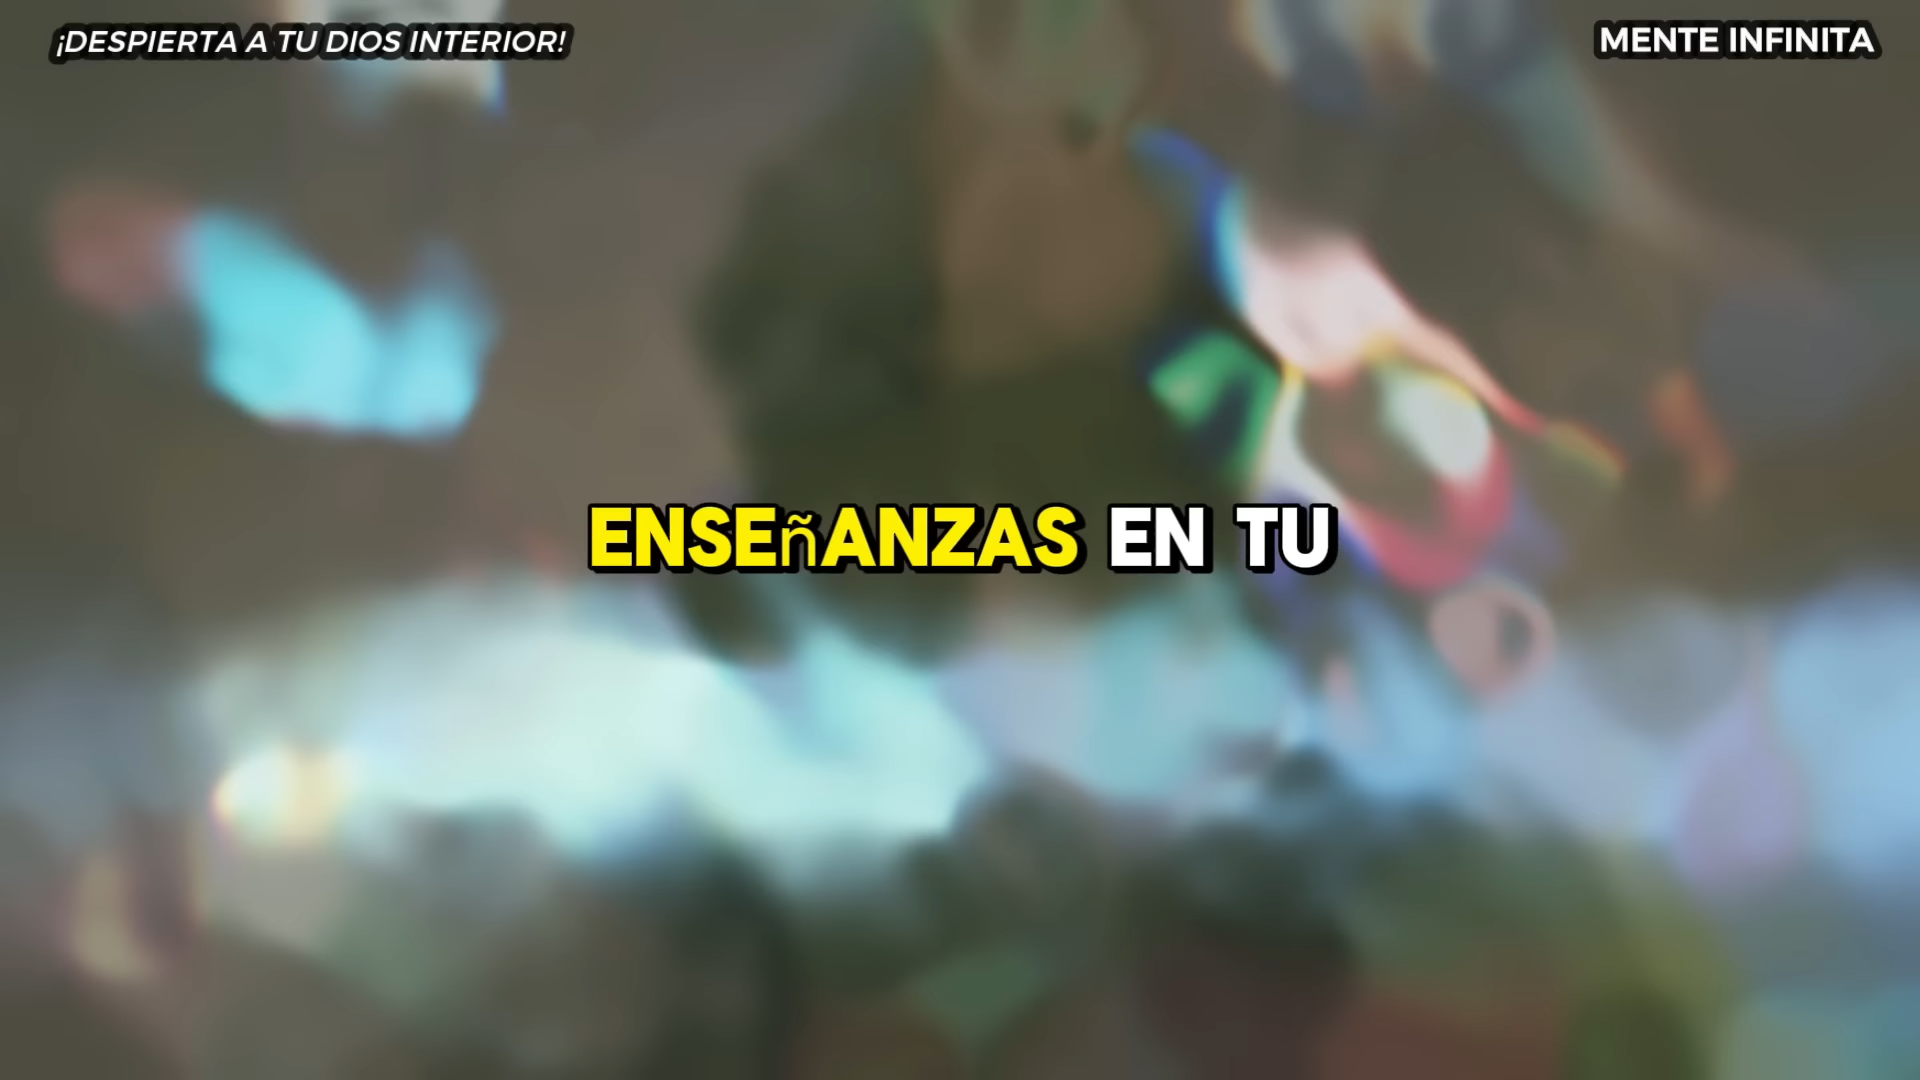 ¡DESPIERTA A TU DIOS INTERIOR!
MENTE INFINITA
ENSEñANZAS EN TU